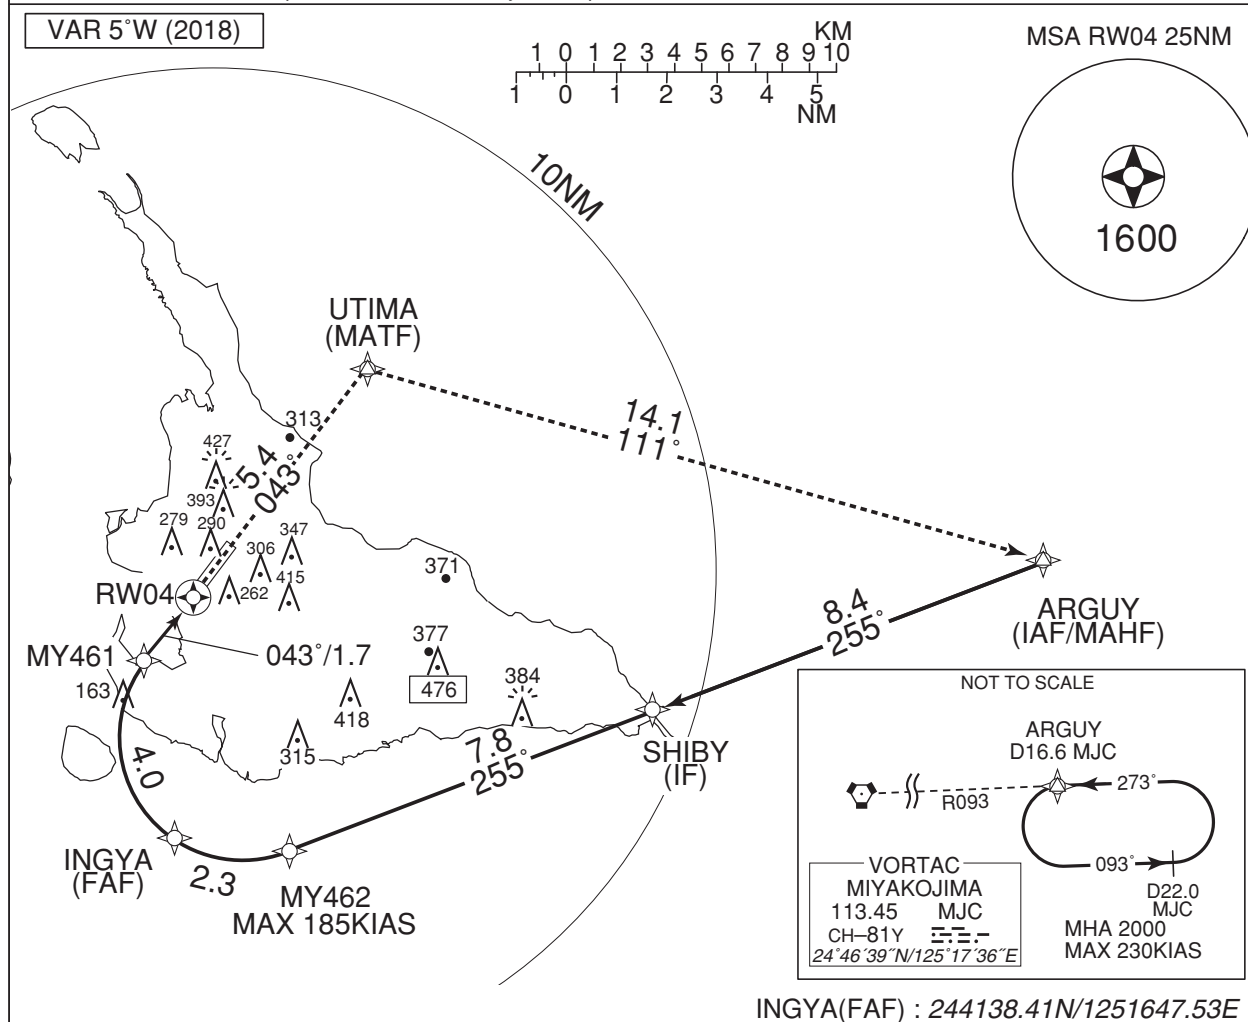 VAR 5°W (2018)
KM
1 0 1 2 3 4 5 6 7 8 9 10
1 0 1 2 3 4 5
NM
MSA RW04 25NM
1600
10NM
UTIMA
(MATF)
14.1
111°
313
427
5.4
043°
393
279
290
347
306
415
262
371
RW04
MY461
043°/1.7
163
377
476
384
418
315
8.4
255°
ARGUY
(IAF/MAHF)
7.8
255°
SHIBY
(IF)
4.0
INGYA
(FAF)
2.3
MY462
MAX 185KIAS
NOT TO SCALE
ARGUY
D16.6 MJC
R093
273°
093°
D22.0
MJC
MHA 2000
MAX 230KIAS
VORTAC
MIYAKOJIMA
113.45 MJC
CH–81Y
24°46´39˝N/125°17´36˝E
INGYA(FAF) : 244138.41N/1251647.53E